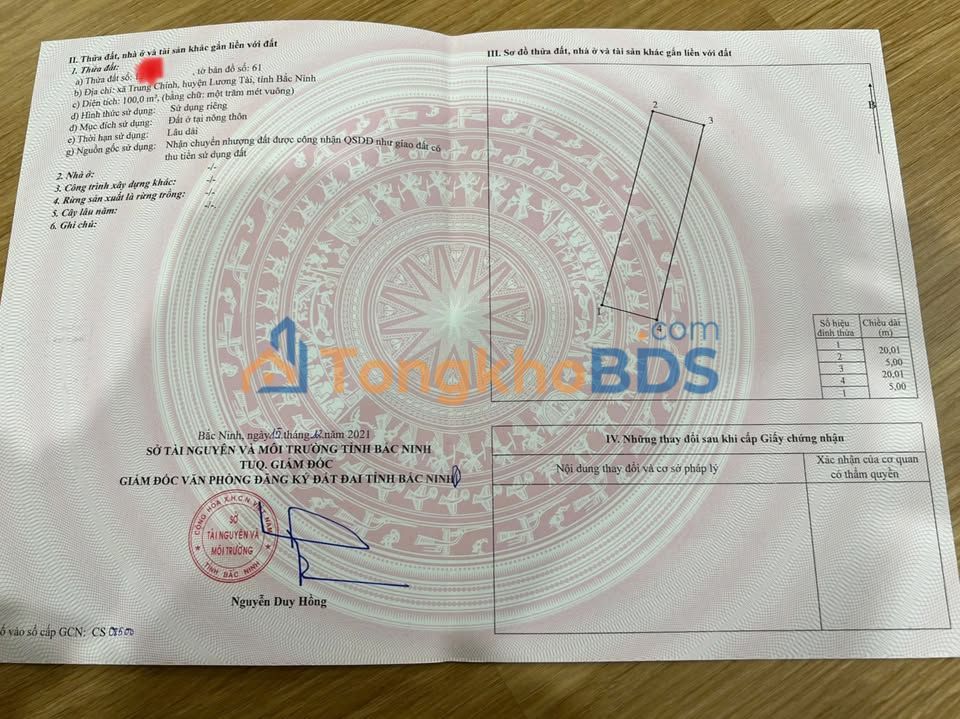 II. Thửa đất, nhà ở và tài sản khác gắn liền với đất
1. Thửa đất:
a) Thửa đất số: , tờ bản đồ số: 61
b) Địa chỉ: xã Trung Chính, huyện Lương Tài, tỉnh Bắc Ninh
c) Diện tích: 100,0 m², (bằng chữ: một trăm mét vuông)
d) Hình thức sử dụng: Sử dụng riêng
đ) Mục đích sử dụng: Đất ở tại nông thôn
e) Thời hạn sử dụng: Lâu dài
g) Nguồn gốc sử dụng: Nhận chuyển nhượng đất được công nhận QSDĐ như giao đất có
thu tiền sử dụng đất
2. Nhà ở: -/-
3. Công trình xây dựng khác: -/-
4. Rừng sản xuất là rừng trồng: -/-
5. Cây lâu năm: -/-.
6. Ghi chú:
Bắc Ninh, ngày 15 tháng 12 2021
SỞ TÀI NGUYÊN VÀ MÔI TRƯỜNG TỈNH BẮC NINH
TUQ. GIÁM ĐỐC
GIÁM ĐỐC VĂN PHÒNG ĐĂNG KÝ ĐẤT ĐAI TỈNH BẮC NINH
CỘNG HÒA X.H.C.N. VIỆT NAM
SỞ
TÀI NGUYÊN VÀ
MÔI TRƯỜNG
TỈNH BẮC NINH
Nguyễn Duy Hồng
ố vào sổ cấp GCN: CS
III. Sơ đồ thửa đất, nhà ở và tài sản khác gắn liền với đất
B
2
3
1
4
Số hiệu đỉnh thửa
Chiều dài (m)
1
20,01
2
5,00
3
20,01
4
5,00
1
TongkhoBDS.com
IV. Những thay đổi sau khi cấp Giấy chứng nhận
Nội dung thay đổi và cơ sở pháp lý
Xác nhận của cơ quan
có thẩm quyền